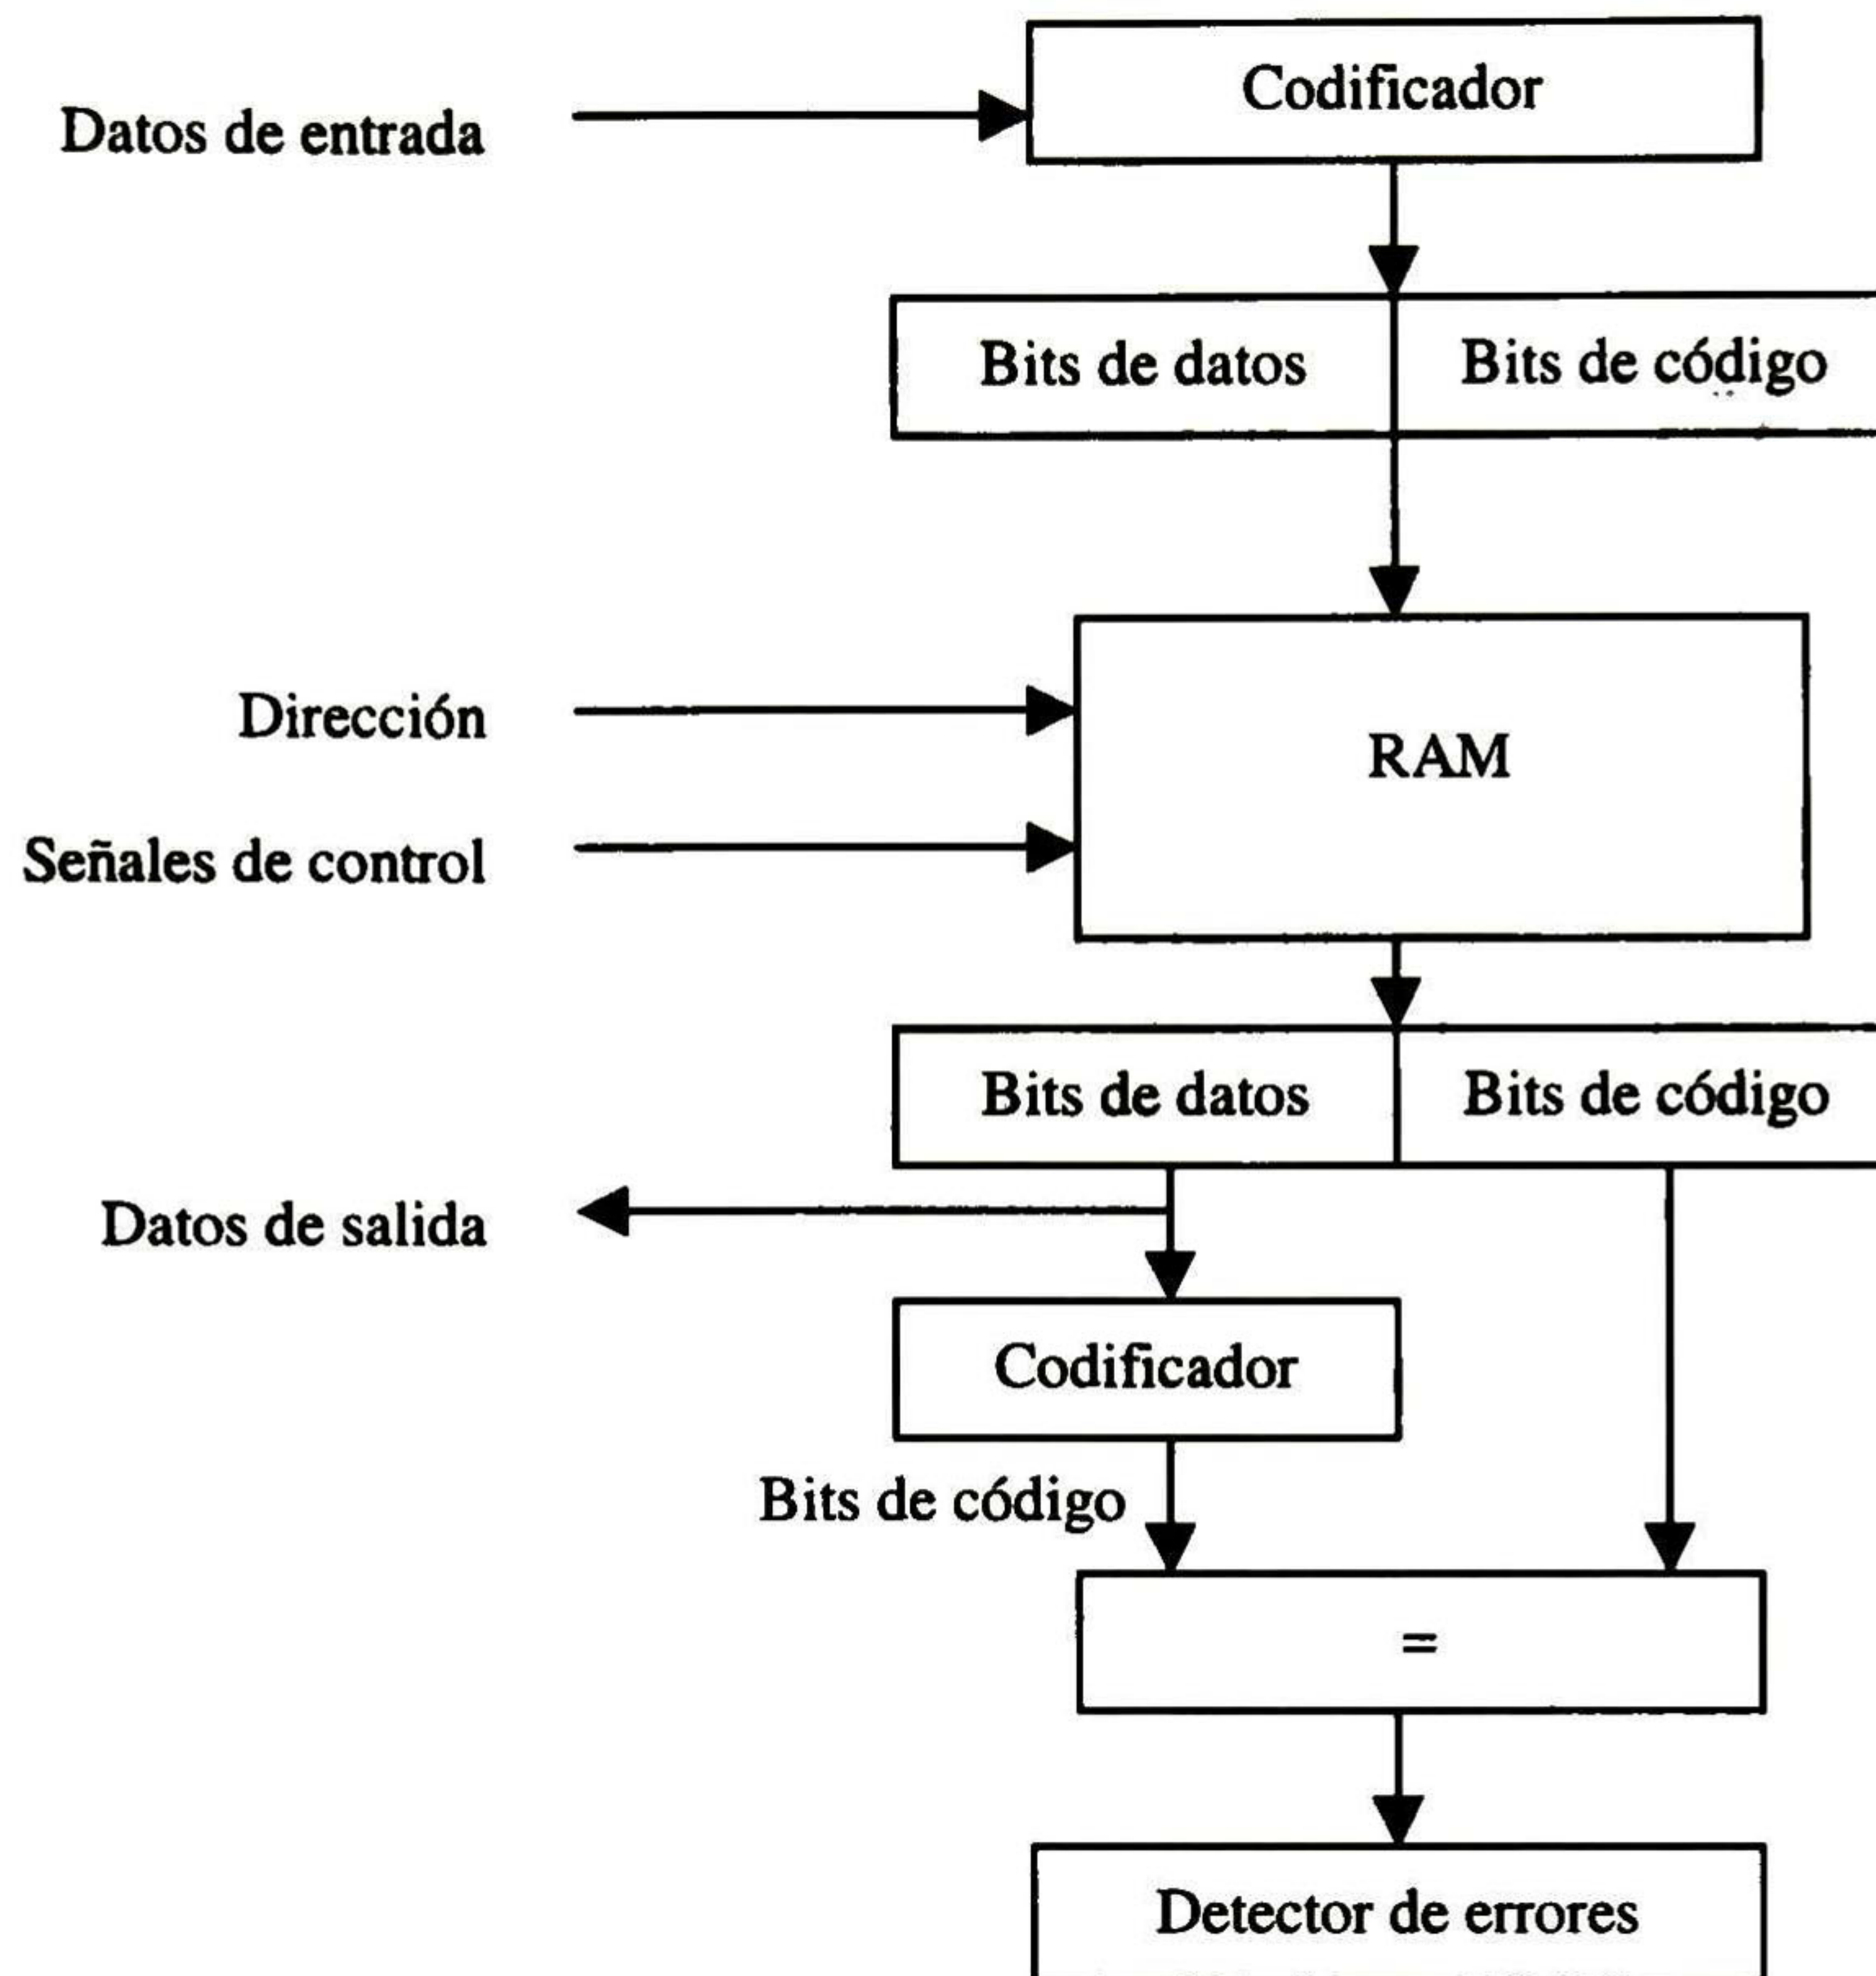 Codificador
Datos de entrada
Bits de datos
Bits de código
Dirección
RAM
Señales de control
Bits de datos
Bits de código
Datos de salida
Codificador
Bits de código
=
Detector de errores